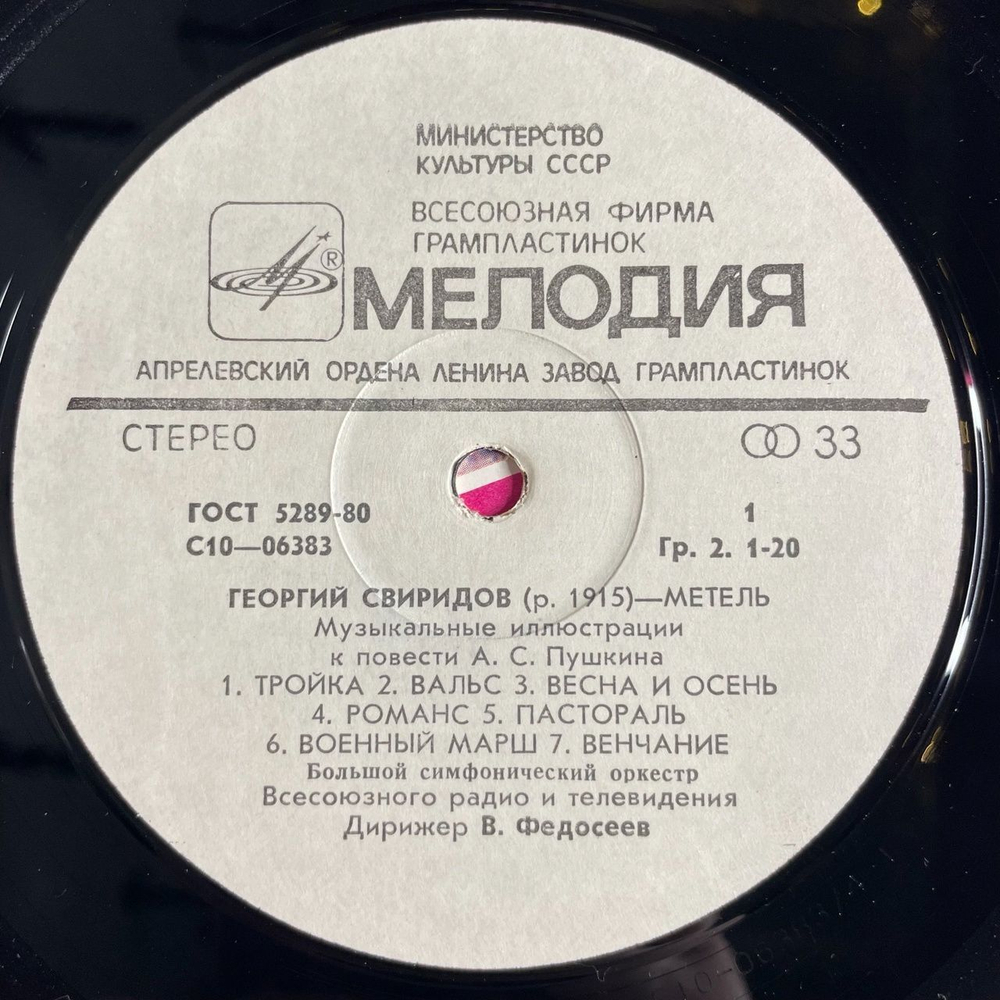 МИНИСТЕРСТВО
КУЛЬТУРЫ СССР
ВСЕСОЮЗНАЯ ФИРМА
ГРАМПЛАСТИНОК
®
МЕЛОДИЯ
АПРЕЛЕВСКИЙ ОРДЕНА ЛЕНИНА ЗАВОД ГРАМПЛАСТИНОК
СТЕРЕО
33
ГОСТ 5289-80
1
С10—06383
Гр. 2. 1-20
ГЕОРГИЙ СВИРИДОВ (р. 1915)—МЕТЕЛЬ
Музыкальные иллюстрации
к повести А. С. Пушкина
1. ТРОЙКА 2. ВАЛЬС 3. ВЕСНА И ОСЕНЬ
4. РОМАНС 5. ПАСТОРАЛЬ
6. ВОЕННЫЙ МАРШ 7. ВЕНЧАНИЕ
Большой симфонический оркестр
Всесоюзного радио и телевидения
Дирижер В. Федосеев